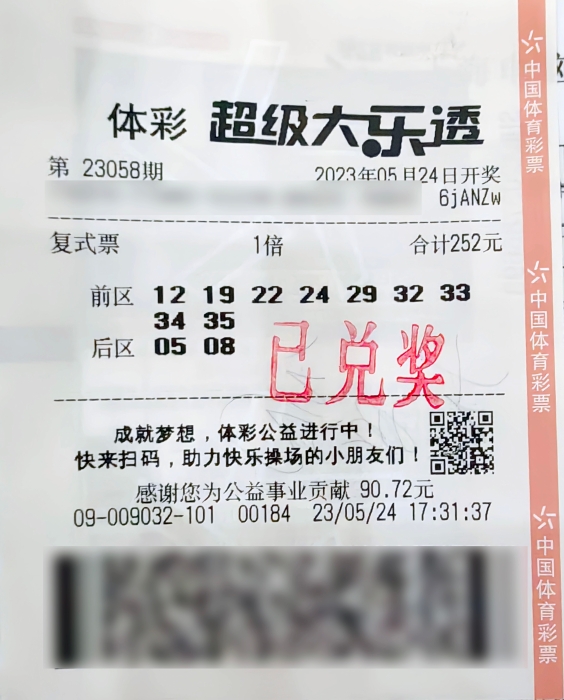 体彩 超级大乐透
第 23058期 2023年05月24日开奖
6jANZw
复式票 1倍 合计252元
前区 12 19 22 24 29 32 33
34 35
后区 05 08
已兑奖
成就梦想，体彩公益进行中！
快来扫码，助力快乐操场的小朋友们！
感谢您为公益事业贡献 90.72元
09-009032-101 00184 23/05/24 17:31:37
中国体育彩票
中国体育彩票
中国体育彩票